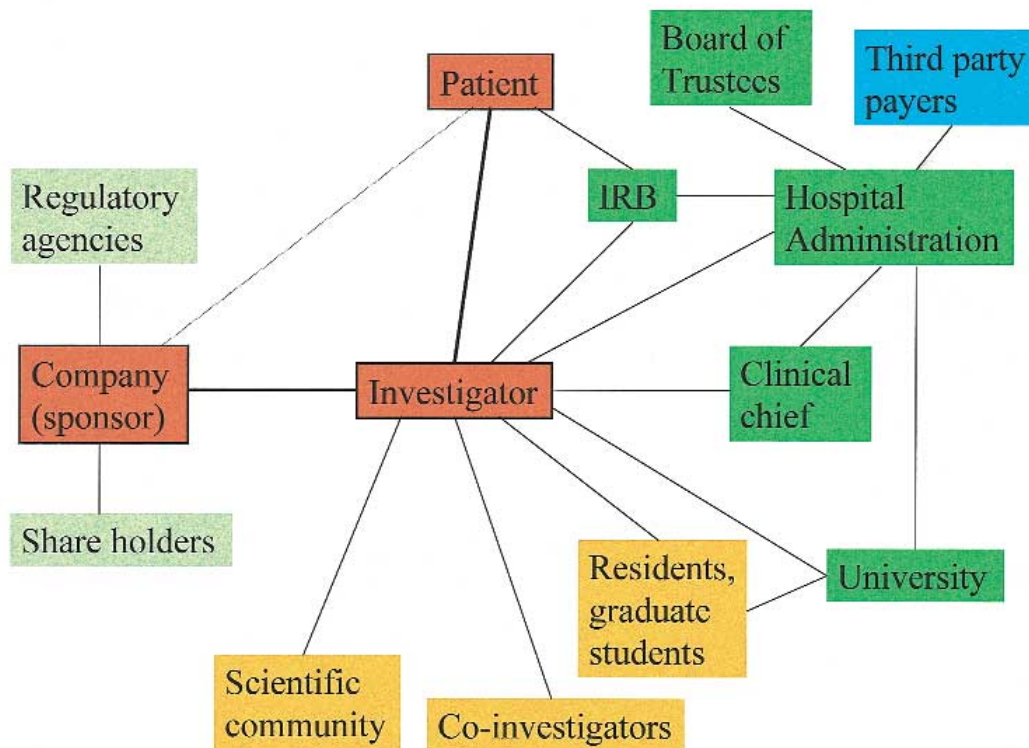 Board of
Trustees
Third party
payers
Patient
Regulatory
agencies
IRB
Hospital
Administration
Company
(sponsor)
Investigator
Clinical
chief
Share holders
Residents,
graduate
students
University
Scientific
community
Co-investigators